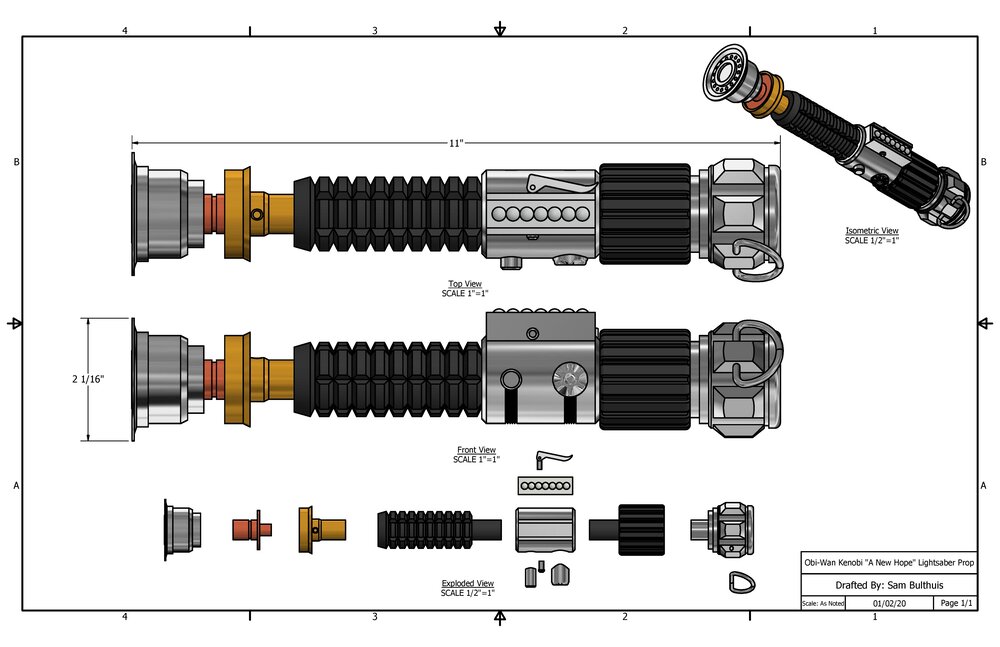 4 3 2 1
11"
B B
Isometric View
SCALE 1/2"=1"
Top View
SCALE 1"=1"
2 1/16"
Front View
SCALE 1"=1"
A A
Exploded View
SCALE 1/2"=1"
Obi-Wan Kenobi "A New Hope" Lightsaber Prop
Drafted By: Sam Bulthuis
Scale: As Noted 01/02/20 Page 1/1
4 3 2 1